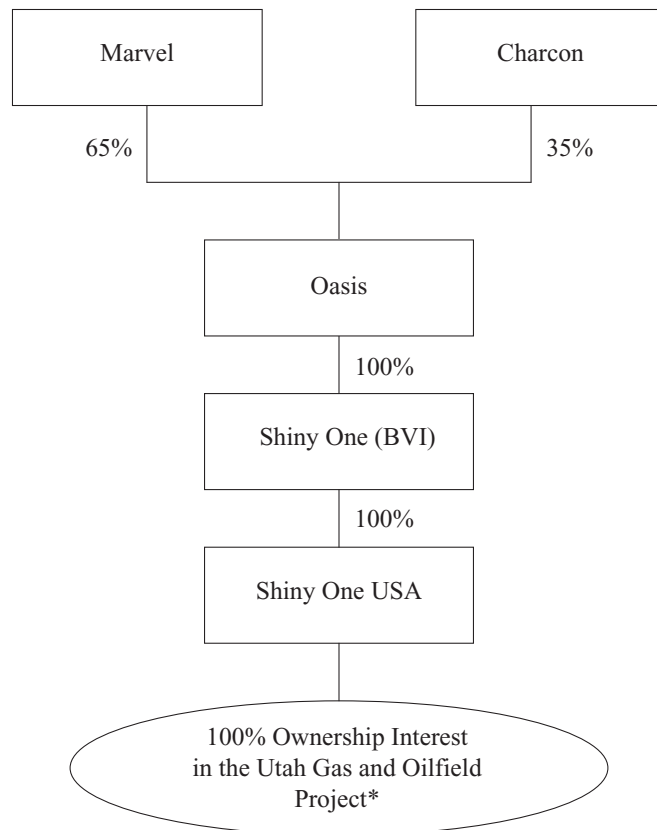 Marvel
Charcon
65%
35%
Oasis
100%
Shiny One (BVI)
100%
Shiny One USA
100% Ownership Interest
in the Utah Gas and Oilfield
Project*